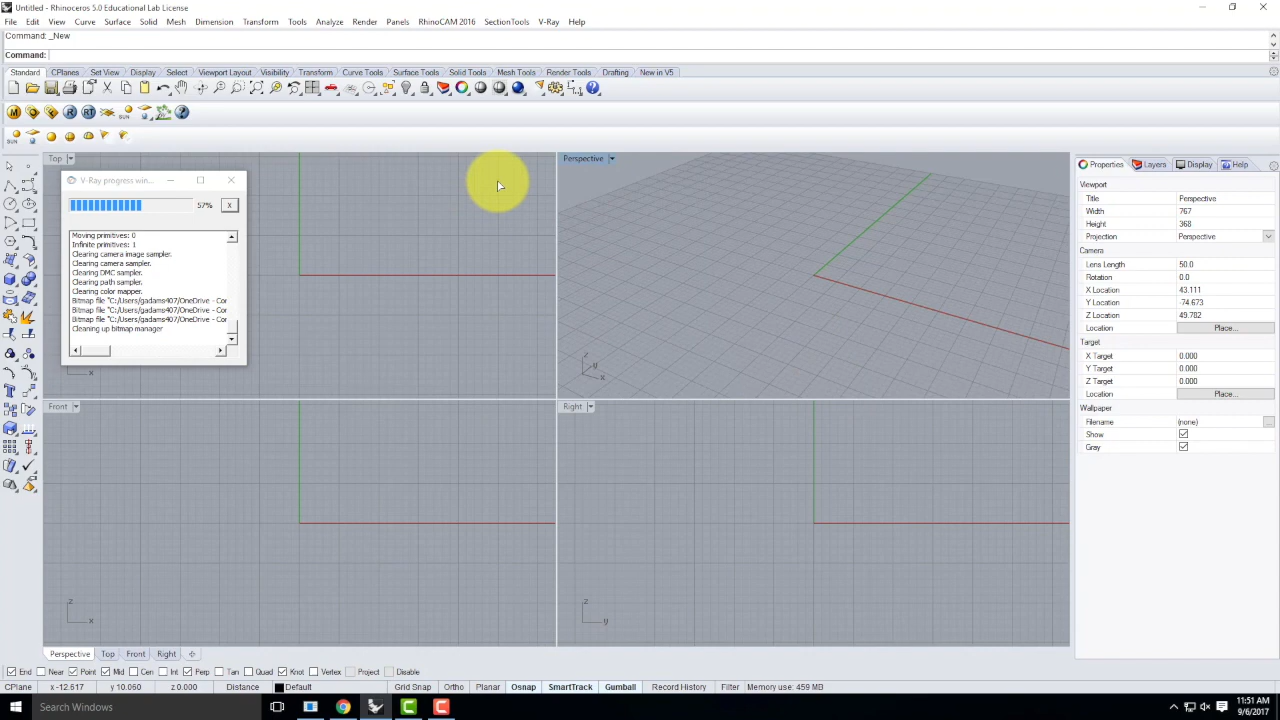 Untitled - Rhinoceros 5.0 Educational Lab License
File Edit View Curve Surface Solid Mesh Dimension Transform Tools Analyze Render Panels RhinoCAM 2016 SectionTools V-Ray Help
Command: _New
Command:
Standard CPlanes Set View Display Select Viewport Layout Visibility Transform Curve Tools Surface Tools Solid Tools Mesh Tools Render Tools Drafting New in V5
Top
Perspective
Properties Layers Display Help
V-Ray progress win...
57% X
Moving primitives: 0
Infinite primitives: 1
Clearing camera image sampler.
Clearing camera sampler.
Clearing DMC sampler.
Clearing path sampler.
Clearing color mapper.
Bitmap file "C:/Users/gadams407/OneDrive - Cor
Bitmap file "C:/Users/gadams407/OneDrive - Cor
Bitmap file "C:/Users/gadams407/OneDrive - Cor
Cleaning up bitmap manager
x
z
y
x
Viewport
Title Perspective
Width 767
Height 368
Projection Perspective
Camera
Lens Length 50.0
Rotation 0.0
X Location 43.111
Y Location -74.673
Z Location 49.782
Location Place...
Target
X Target 0.000
Y Target 0.000
Z Target 0.000
Location Place...
Wallpaper
Filename (none) ...
Show
Gray
Front
Right
z
x
z
y
Perspective Top Front Right
End Near Point Mid Cen Int Perp Tan Quad Knot Vertex Project Disable
CPlane x-12.617 y 10.060 z 0.000 Distance Default Grid Snap Ortho Planar Osnap SmartTrack Gumball Record History Filter Memory use: 459 MB
Search Windows
11:51 AM
9/6/2017